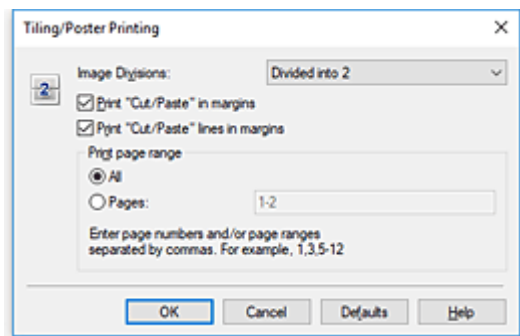 Tiling/Poster Printing
2
Image Divisions: Divided into 2
Print "Cut/Paste" in margins
Print "Cut/Paste" lines in margins
Print page range
All
Pages: 1-2
Enter page numbers and/or page ranges
separated by commas. For example, 1,3,5-12
OK Cancel Defaults Help